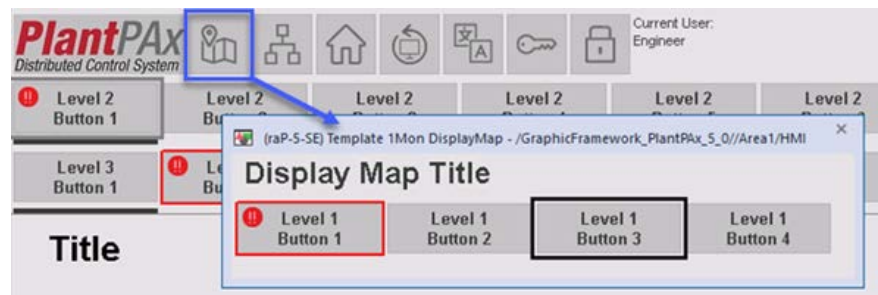 PlantPAx
Distributed Control System
Current User:
Engineer
Level 2
Button 1
Level 2
Level 2
Level 2
Level 2
Level 2
Level 3
Button 1
(raP-5-SE) Template 1Mon DisplayMap - /GraphicFramework_PlantPAx_5_0//Area1/HMI
Display Map Title
Level 1
Button 1
Level 1
Button 2
Level 1
Button 3
Level 1
Button 4
Title